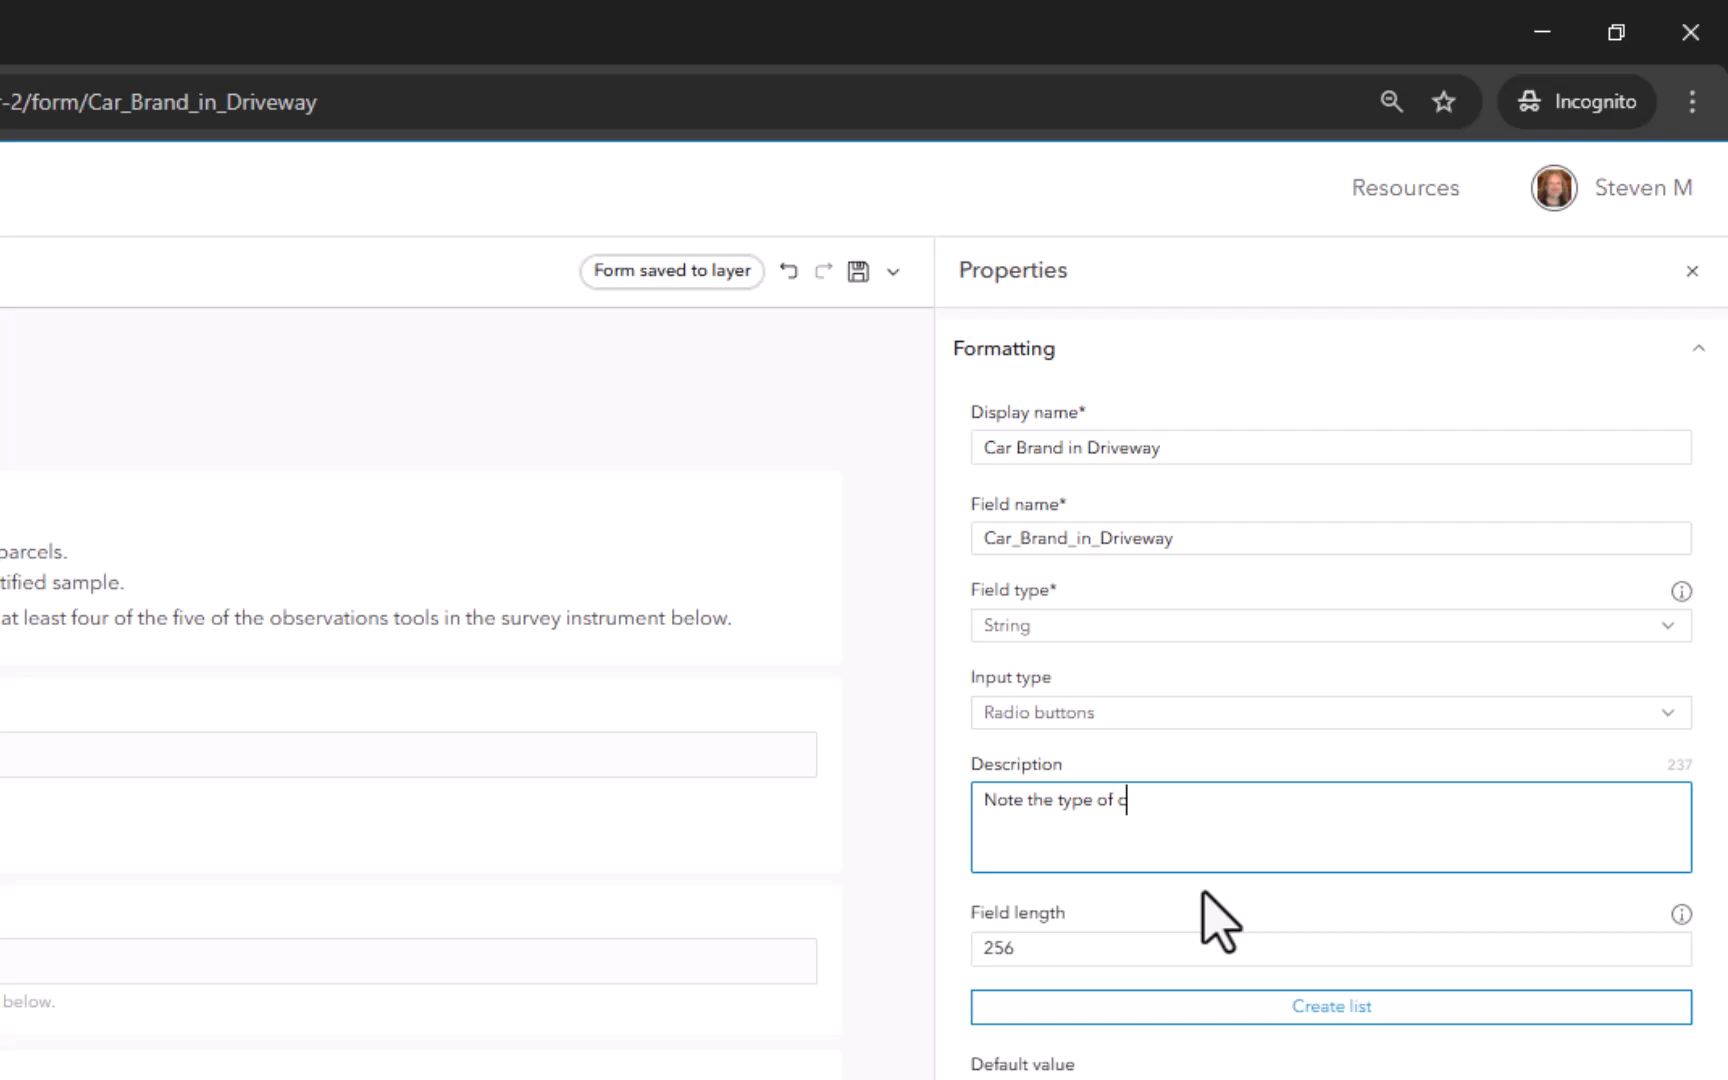 r-2/form/Car_Brand_in_Driveway
Incognito
Resources
Steven M
Form saved to layer
Properties
Formatting
Display name*
Car Brand in Driveway
Field name*
Car_Brand_in_Driveway
parcels.
tified sample.
at least four of the five of the observations tools in the survey instrument below.
Field type*
String
Input type
Radio buttons
Description
237
Note the type of c
Field length
256
below.
Create list
Default value